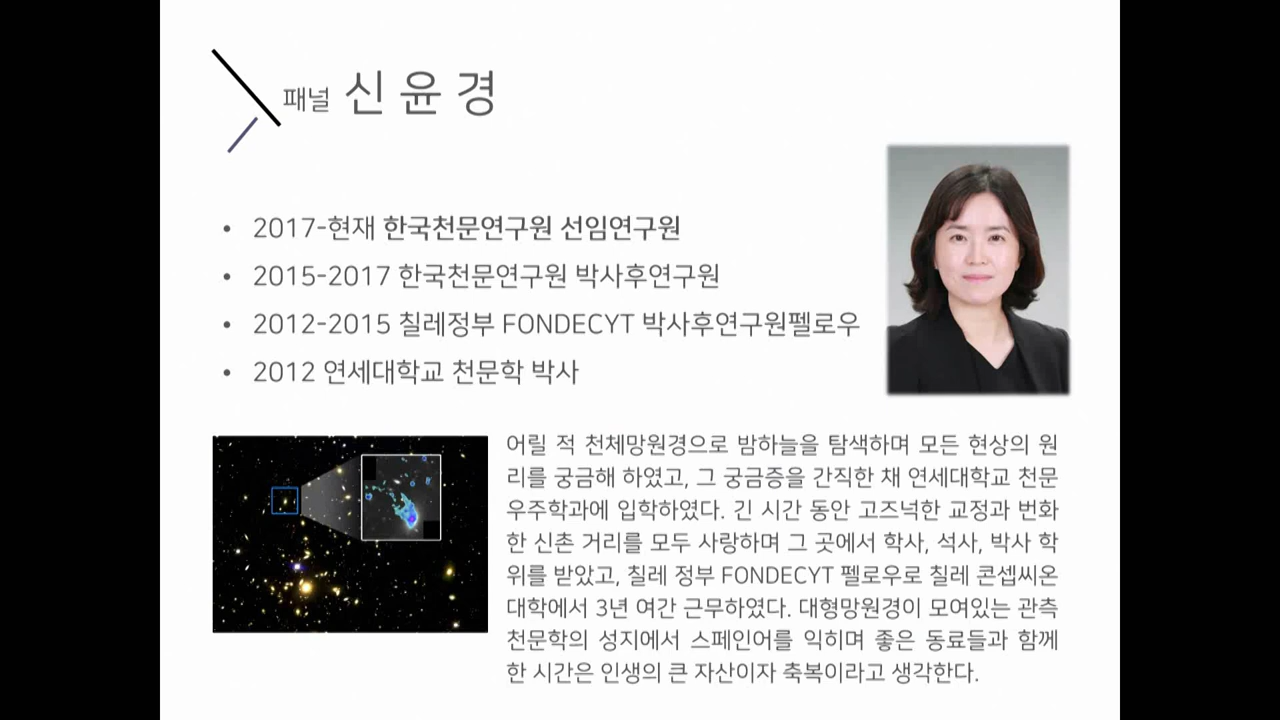 패널 신윤경
• 2017-현재 한국천문연구원 선임연구원
• 2015-2017 한국천문연구원 박사후연구원
• 2012-2015 칠레정부 FONDECYT 박사후연구원펠로우
• 2012 연세대학교 천문학 박사
어릴 적 천체망원경으로 밤하늘을 탐색하며 모든 현상의 원
리를 궁금해 하였고, 그 궁금증을 간직한 채 연세대학교 천문
우주학과에 입학하였다. 긴 시간 동안 고즈넉한 교정과 번화
한 신촌 거리를 모두 사랑하며 그 곳에서 학사, 석사, 박사 학
위를 받았고, 칠레 정부 FONDECYT 펠로우로 칠레 콘셉씨온
대학에서 3년 여간 근무하였다. 대형망원경이 모여있는 관측
천문학의 성지에서 스페인어를 익히며 좋은 동료들과 함께
한 시간은 인생의 큰 자산이자 축복이라고 생각한다.